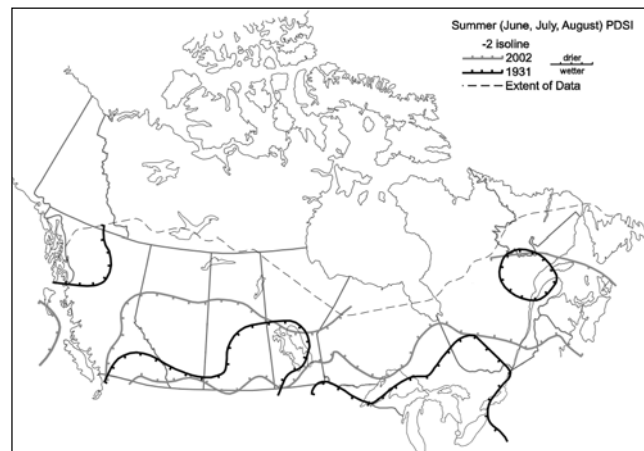 Summer (June, July, August) PDSI
-2 isoline
2002
1931
drier
wetter
Extent of Data